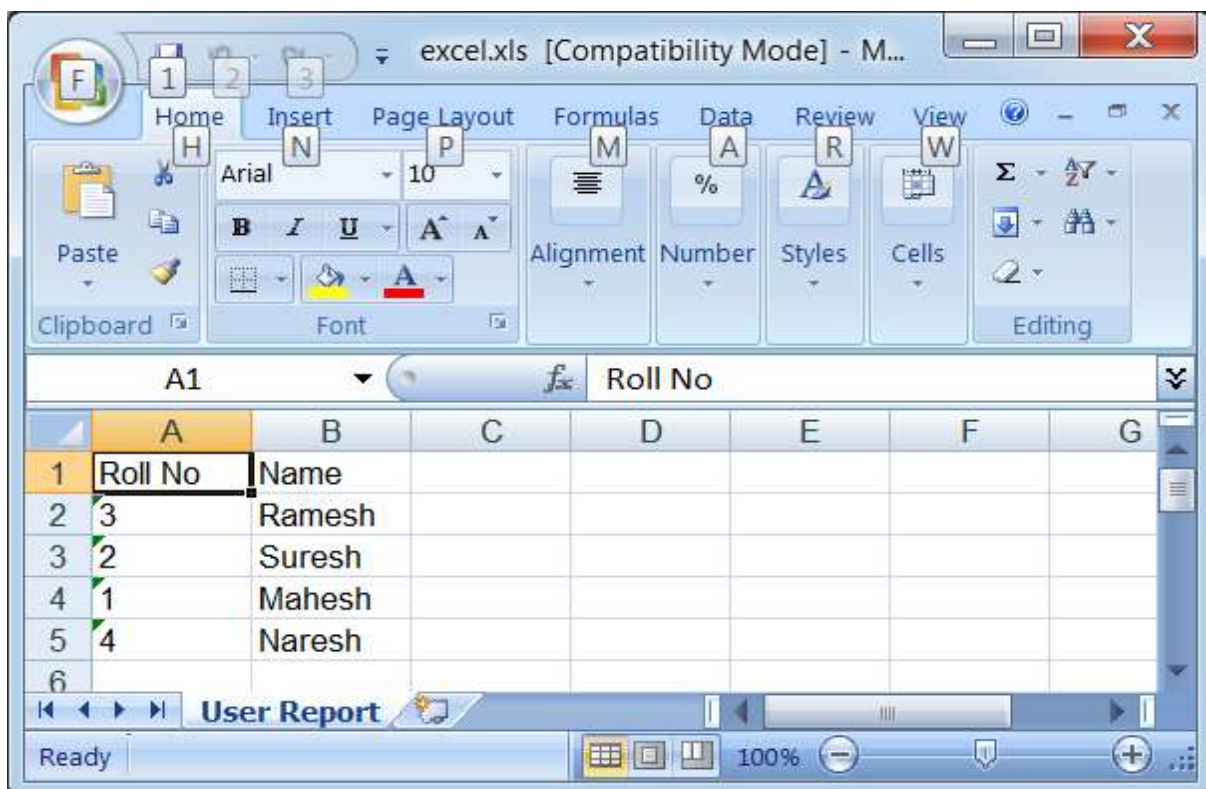 excel.xls [Compatibility Mode] - M...
F 1 2 3
Home Insert Page Layout Formulas Data Review View
H N P M A R W
Arial 10 % Σ A Z
B I U A A A
Paste Alignment Number Styles Cells
A
Clipboard Font Editing
A1 fx Roll No
A B C D E F G
1 Roll No Name
2 3 Ramesh
3 2 Suresh
4 1 Mahesh
5 4 Naresh
6
User Report
Ready 100%